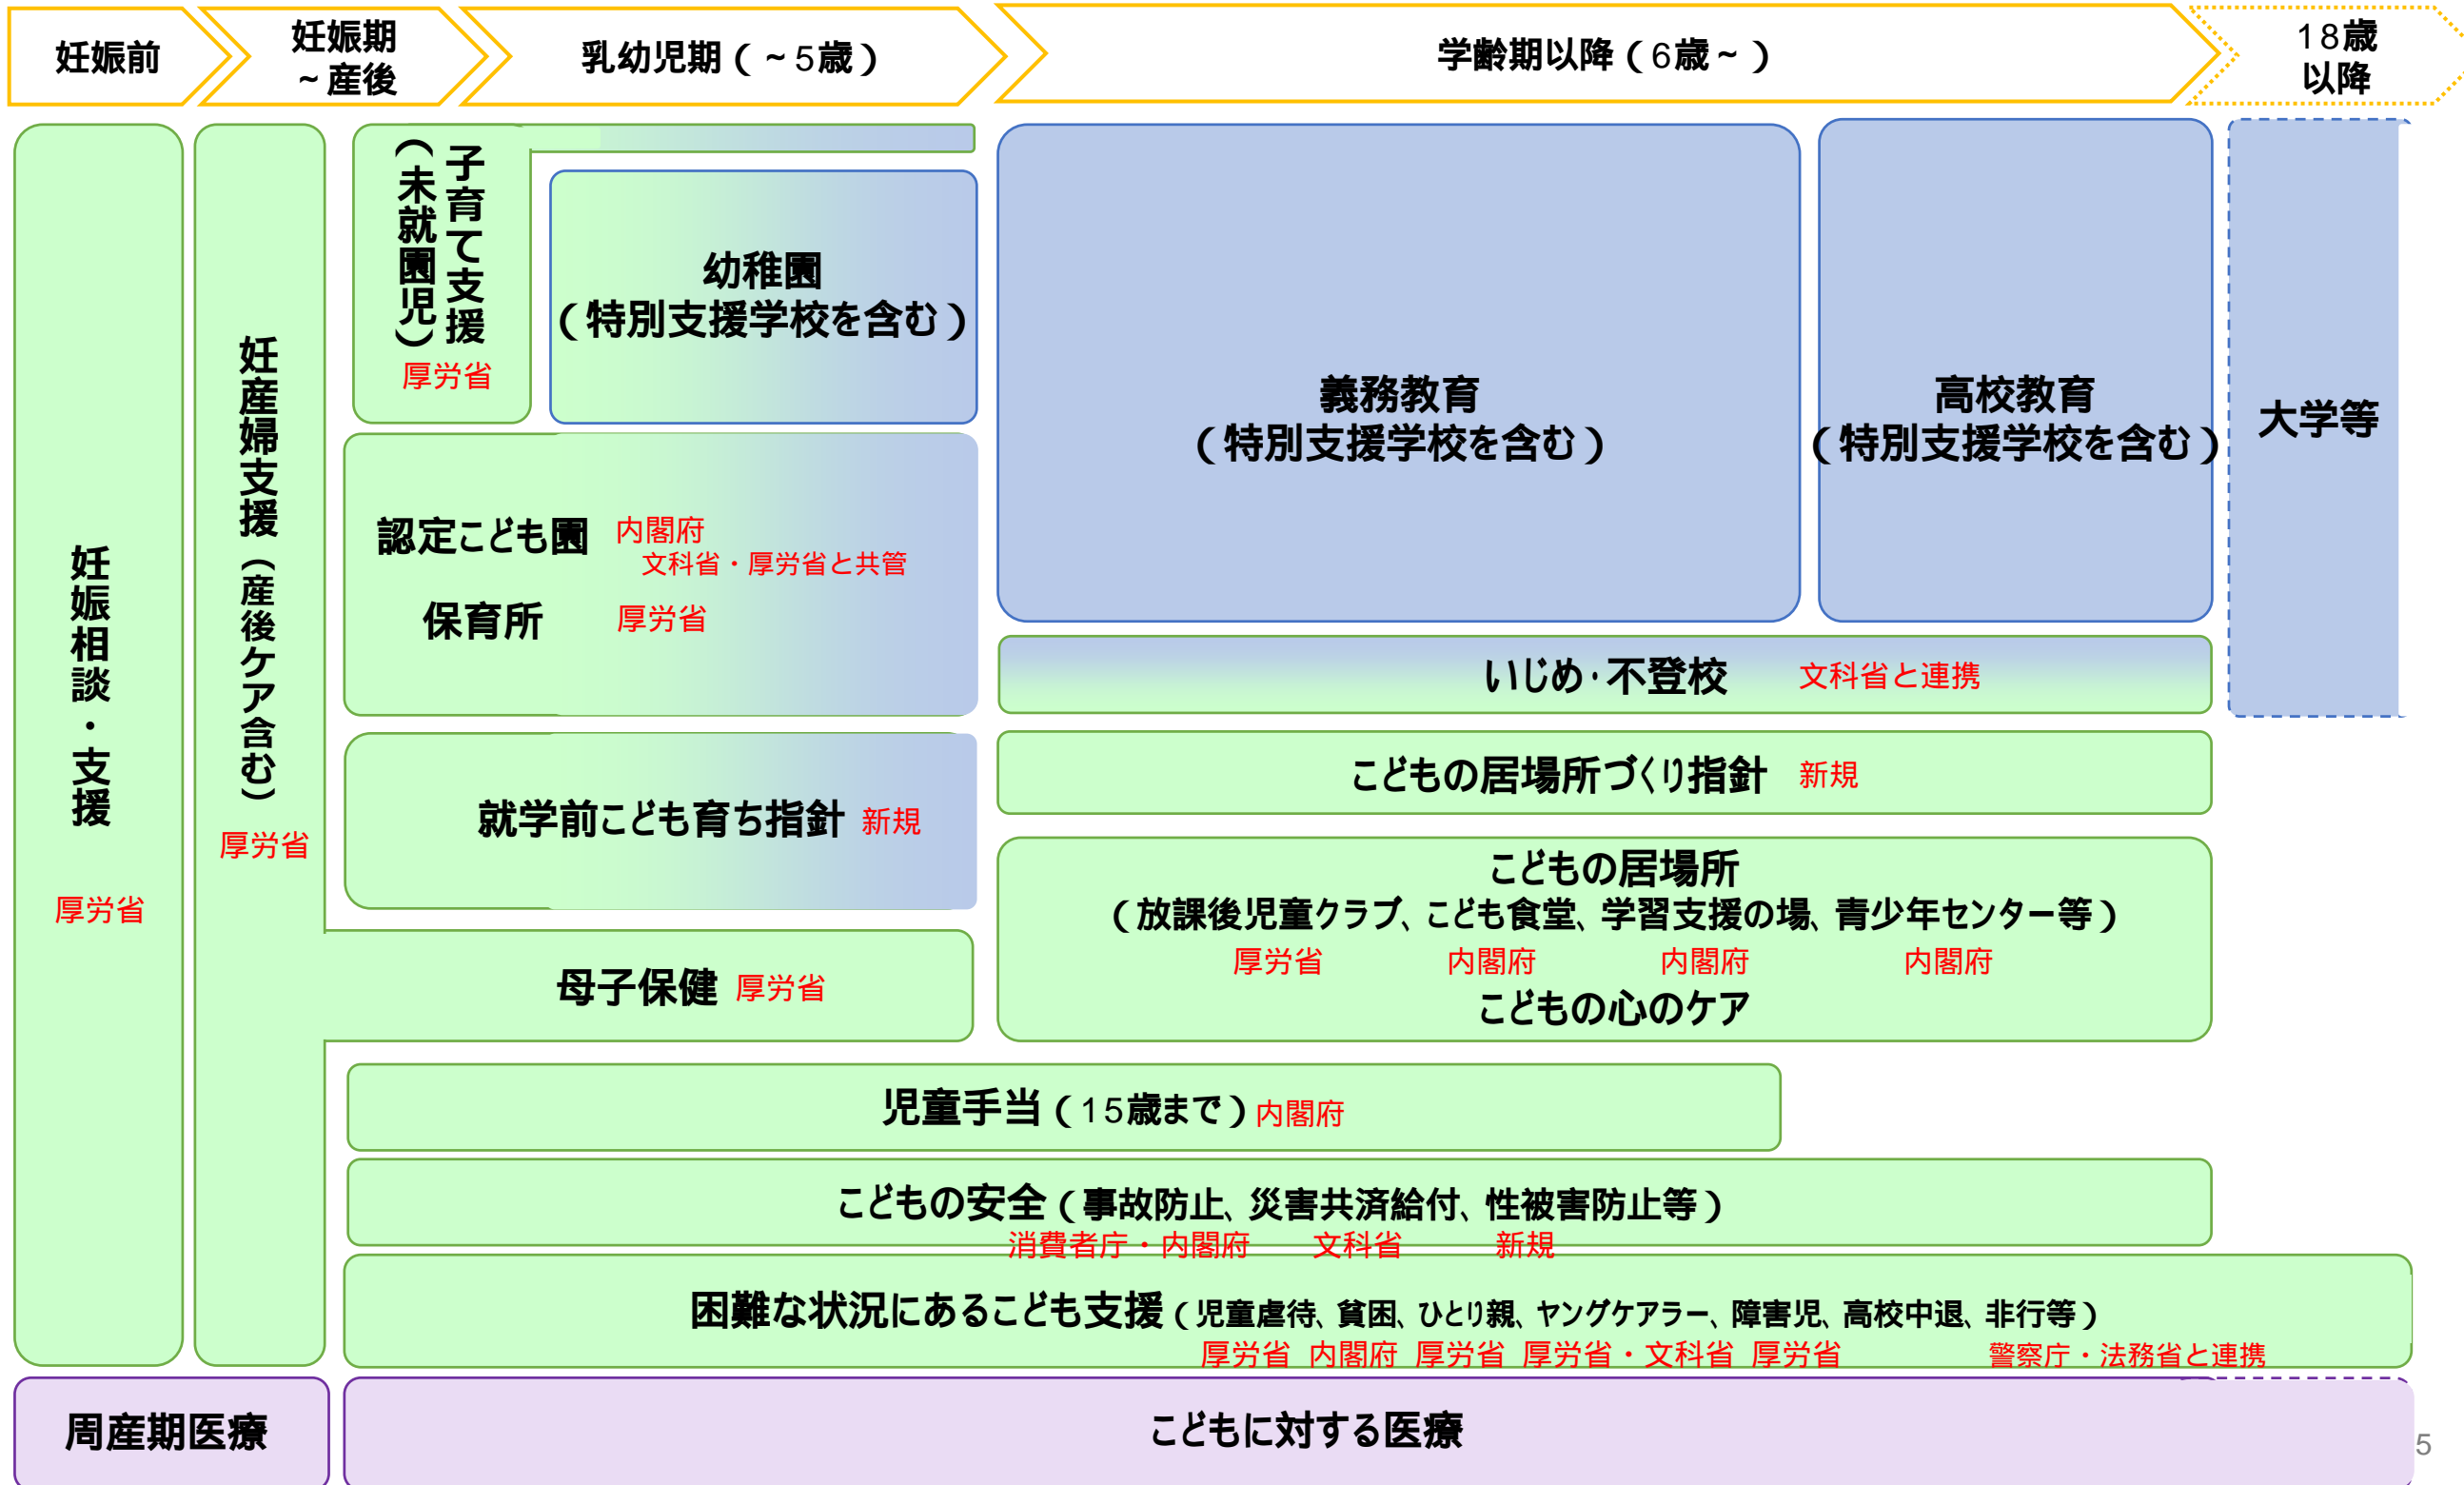 妊娠前
妊娠期
~産後
乳幼児期(~5歳)
学齢期以降(6歳~)
18歳
以降
妊娠相談・支援
厚労省
妊産婦支援(産後ケア含む)
厚労省
子育て支援
(未就園児)
厚労省
幼稚園
(特別支援学校を含む)
認定こども園 内閣府
文科省・厚労省と共管
保育所 厚労省
就学前こども育ち指針 新規
母子保健 厚労省
義務教育
(特別支援学校を含む)
高校教育
(特別支援学校を含む)
大学等
いじめ・不登校 文科省と連携
こどもの居場所づくり指針 新規
こどもの居場所
(放課後児童クラブ、こども食堂、学習支援の場、青少年センター等)
厚労省 内閣府 内閣府 内閣府
こどもの心のケア
児童手当(15歳まで)内閣府
こどもの安全(事故防止、災害共済給付、性被害防止等)
消費者庁・内閣府 文科省 新規
困難な状況にあるこども支援(児童虐待、貧困、ひとり親、ヤングケアラー、障害児、高校中退、非行等)
厚労省 内閣府 厚労省 厚労省・文科省 厚労省 警察庁・法務省と連携
周産期医療
こどもに対する医療
5